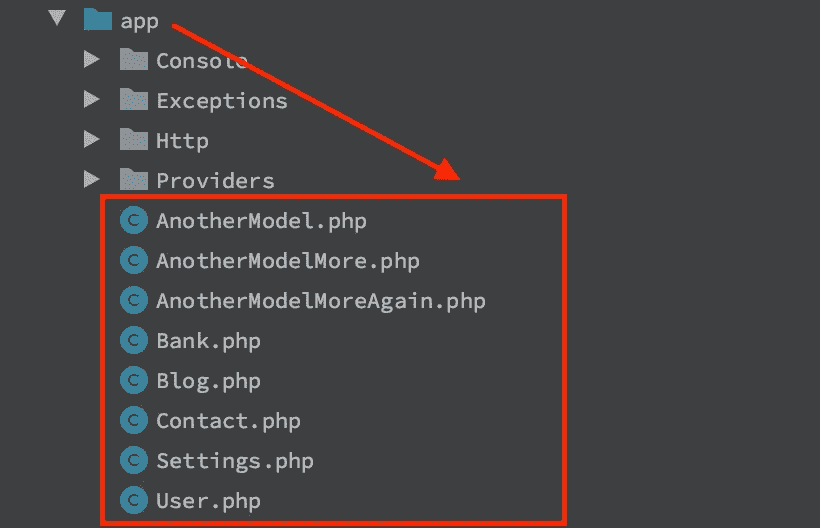 app
Console
Exceptions
Http
Providers
C AnotherModel.php
C AnotherModelMore.php
C AnotherModelMoreAgain.php
C Bank.php
C Blog.php
C Contact.php
C Settings.php
C User.php